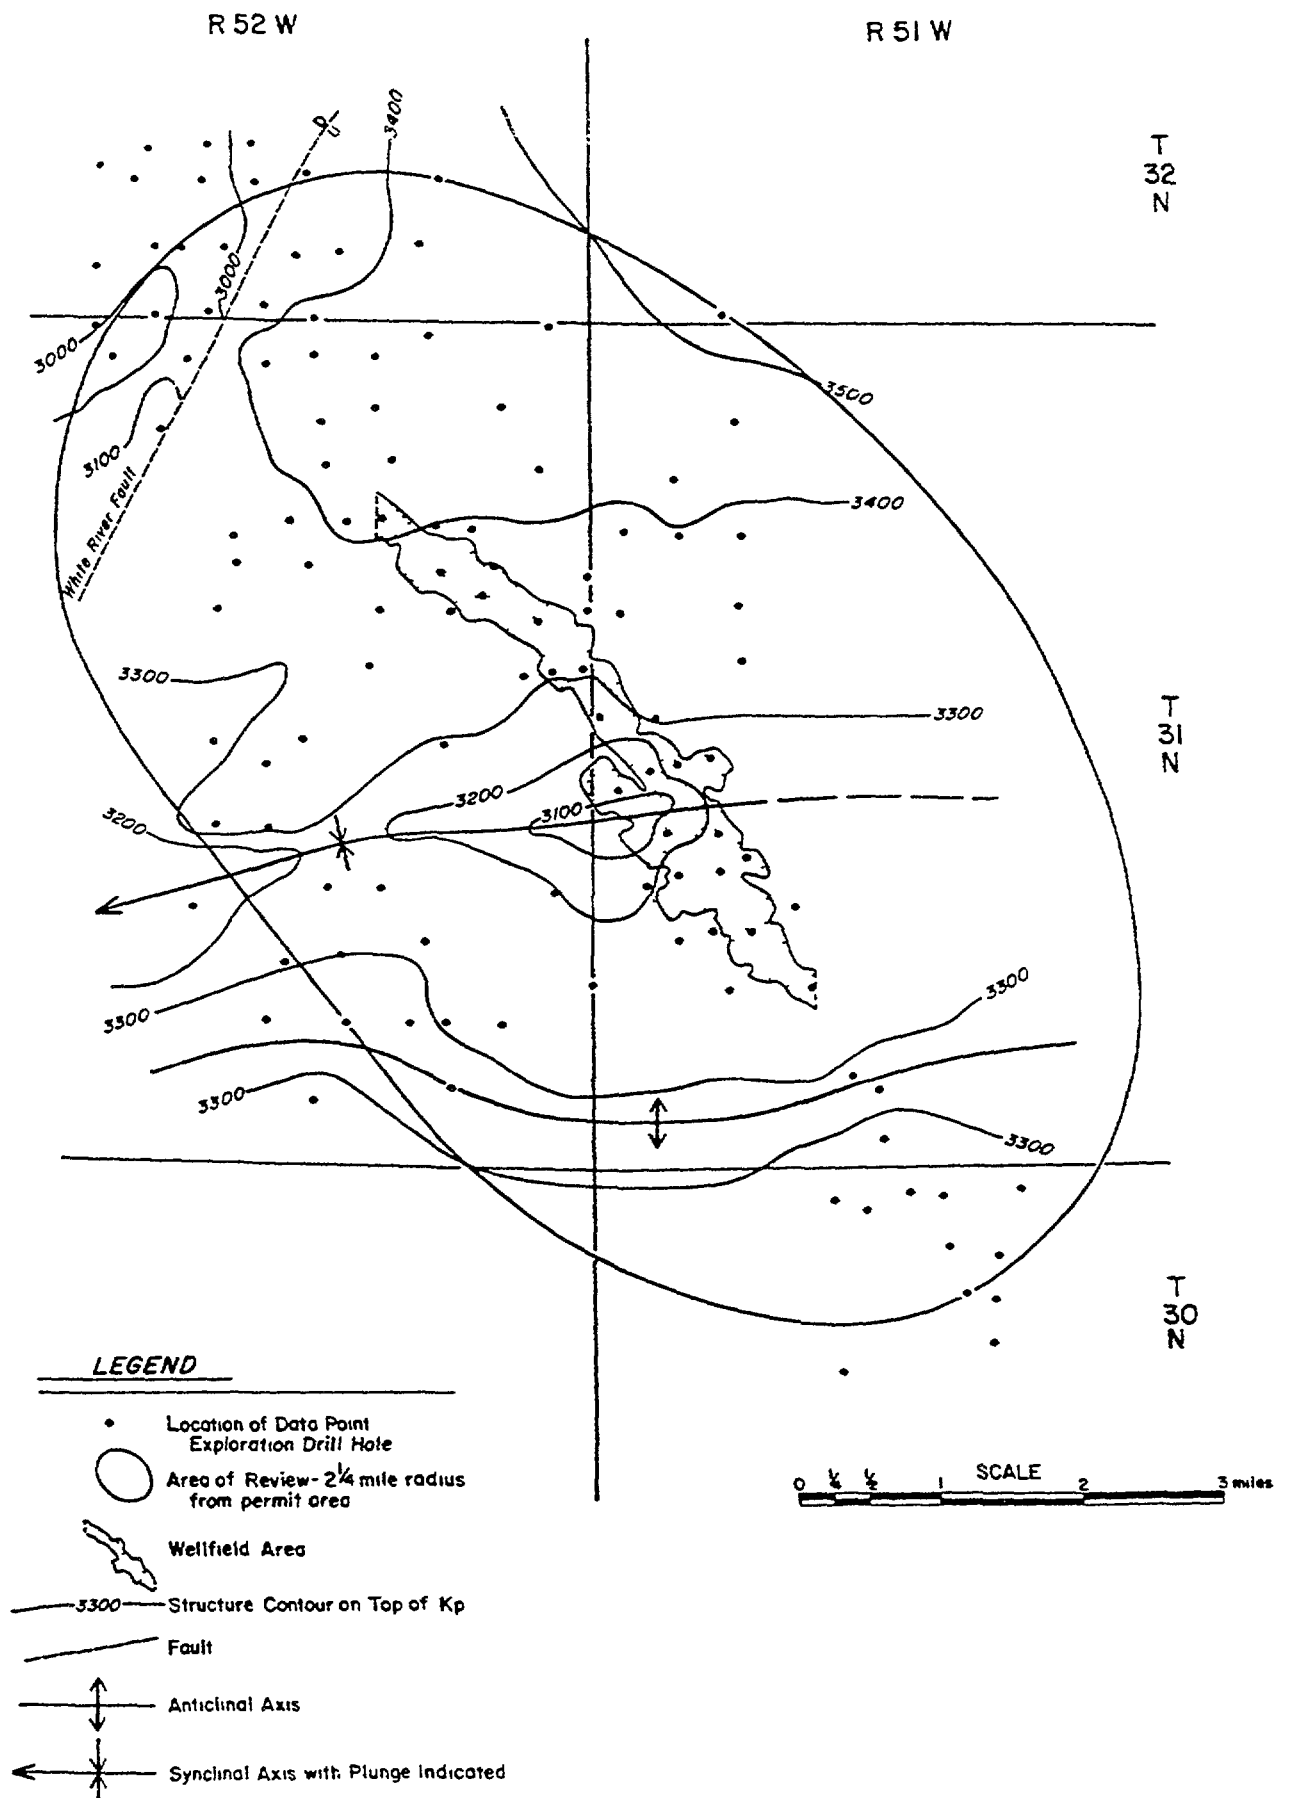 R 52 W
R 51 W
D
U
3400
T
32
N
3000
3000
3500
3100
White River Fault
3400
3300
T
31
N
3300
3200
3200
3100
3300
3300
3300
3300
T
30
N
LEGEND
Location of Data Point
Exploration Drill Hole
Area of Review - 2 1/4 mile radius
from permit area
SCALE
0 1/4 1/2 1 2 3 miles
Wellfield Area
3300 Structure Contour on Top of Kp
Fault
Anticlinal Axis
Synclinal Axis with Plunge Indicated